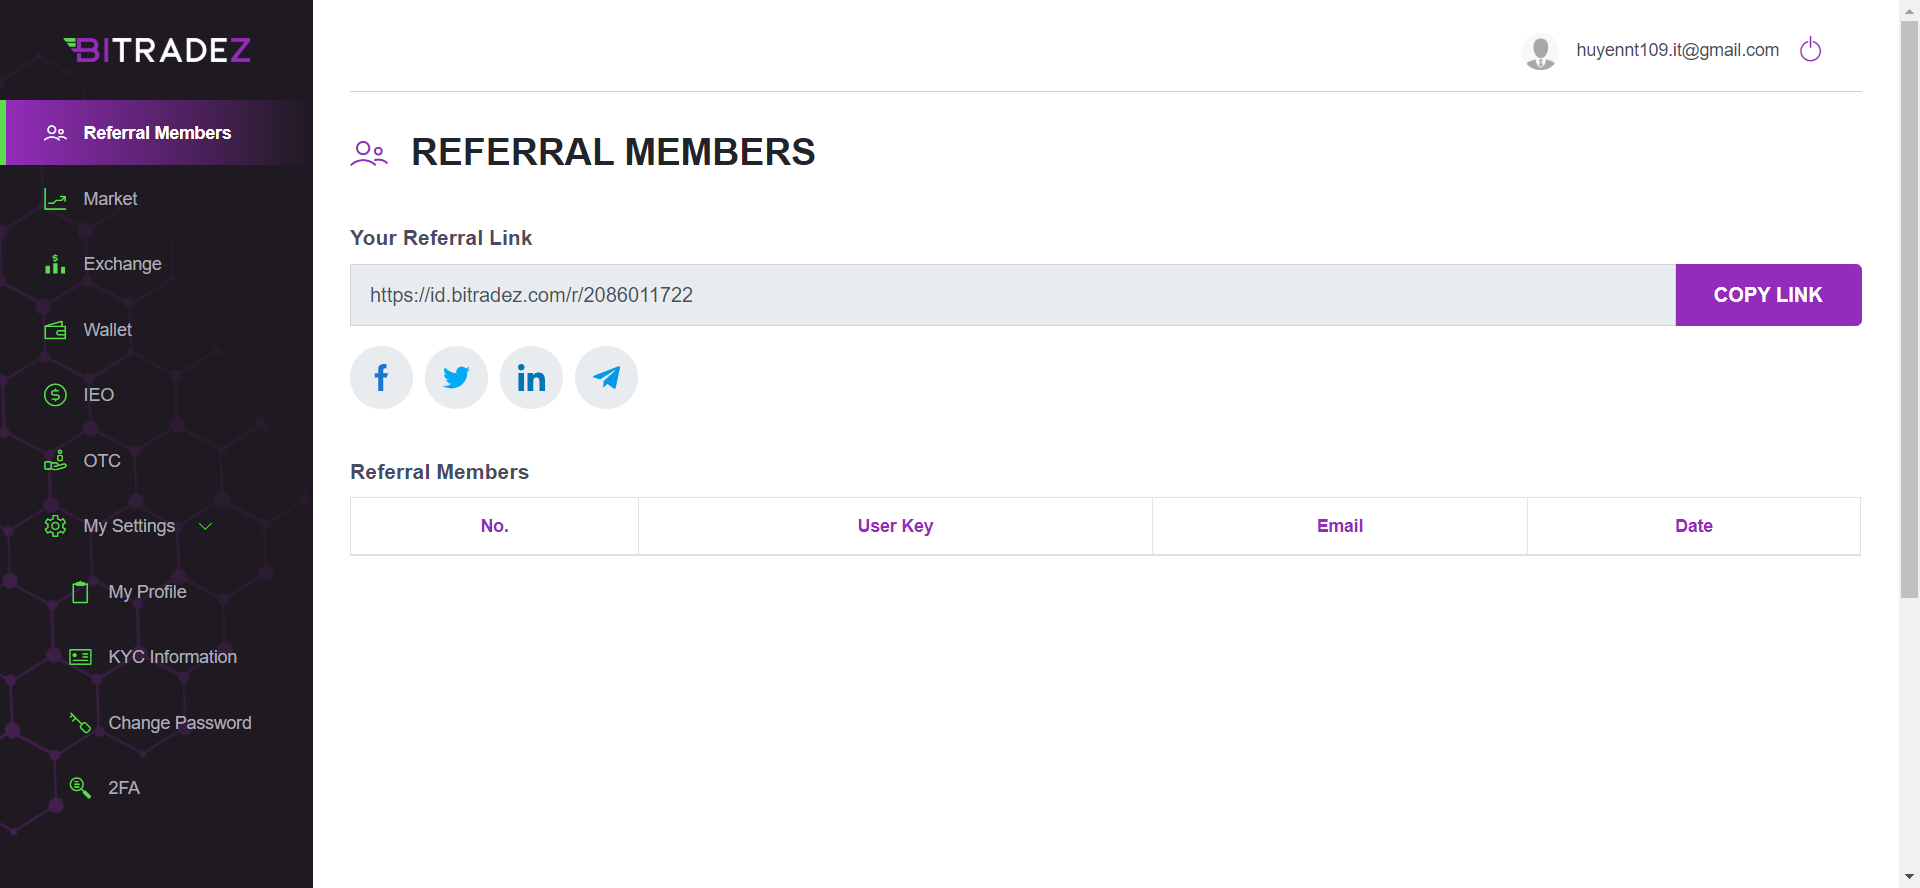 BITRADEZ
huyennt109.it@gmail.com
Referral Members
Market
Exchange
Wallet
IEO
OTC
My Settings
My Profile
KYC Information
Change Password
2FA
REFERRAL MEMBERS
Your Referral Link
https://id.bitradez.com/r/2086011722 COPY LINK
Referral Members
No. User Key Email Date